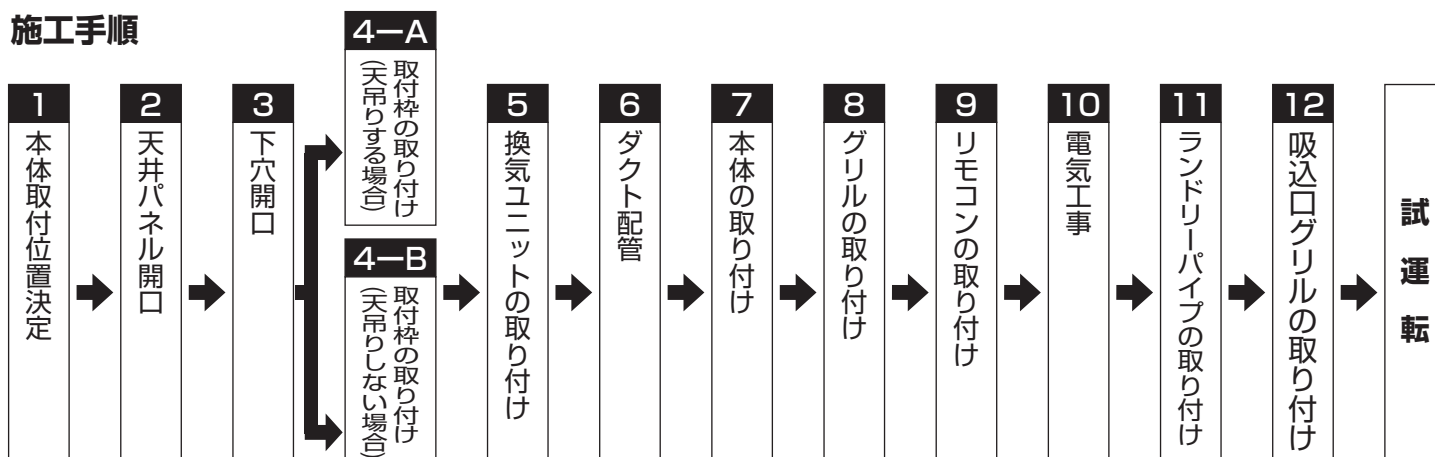 施工手順
1
本体取付位置決定
2
天井パネル開口
3
下穴開口
4ーA
取付枠の取り付け
(天吊りする場合)
4ーB
取付枠の取り付け
(天吊りしない場合)
5
換気ユニットの取り付け
6
ダクト配管
7
本体の取り付け
8
グリルの取り付け
9
リモコンの取り付け
10
電気工事
11
ランドリーパイプの取り付け
12
吸込口グリルの取り付け
試運転